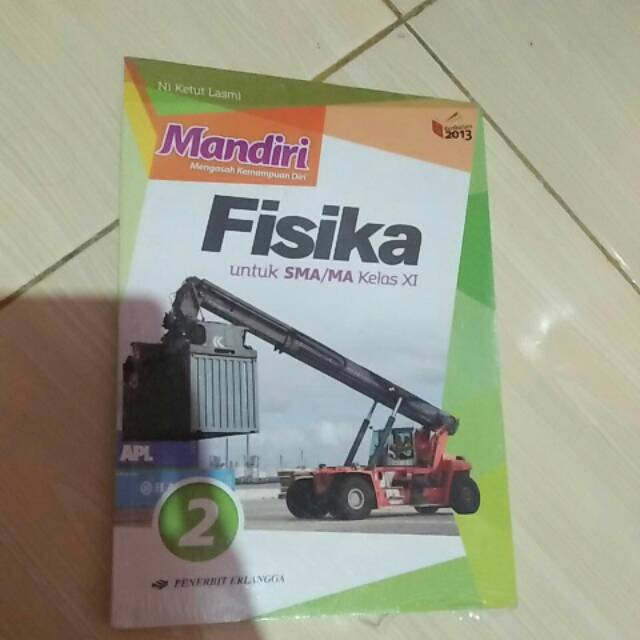 Ni Ketut Lasmi
Mandiri
Mengasah Kemampuan Diri
Kurikulum
2013
Fisika
untuk SMA/MA Kelas XI
APL
2
PENERBIT ERLANGGA